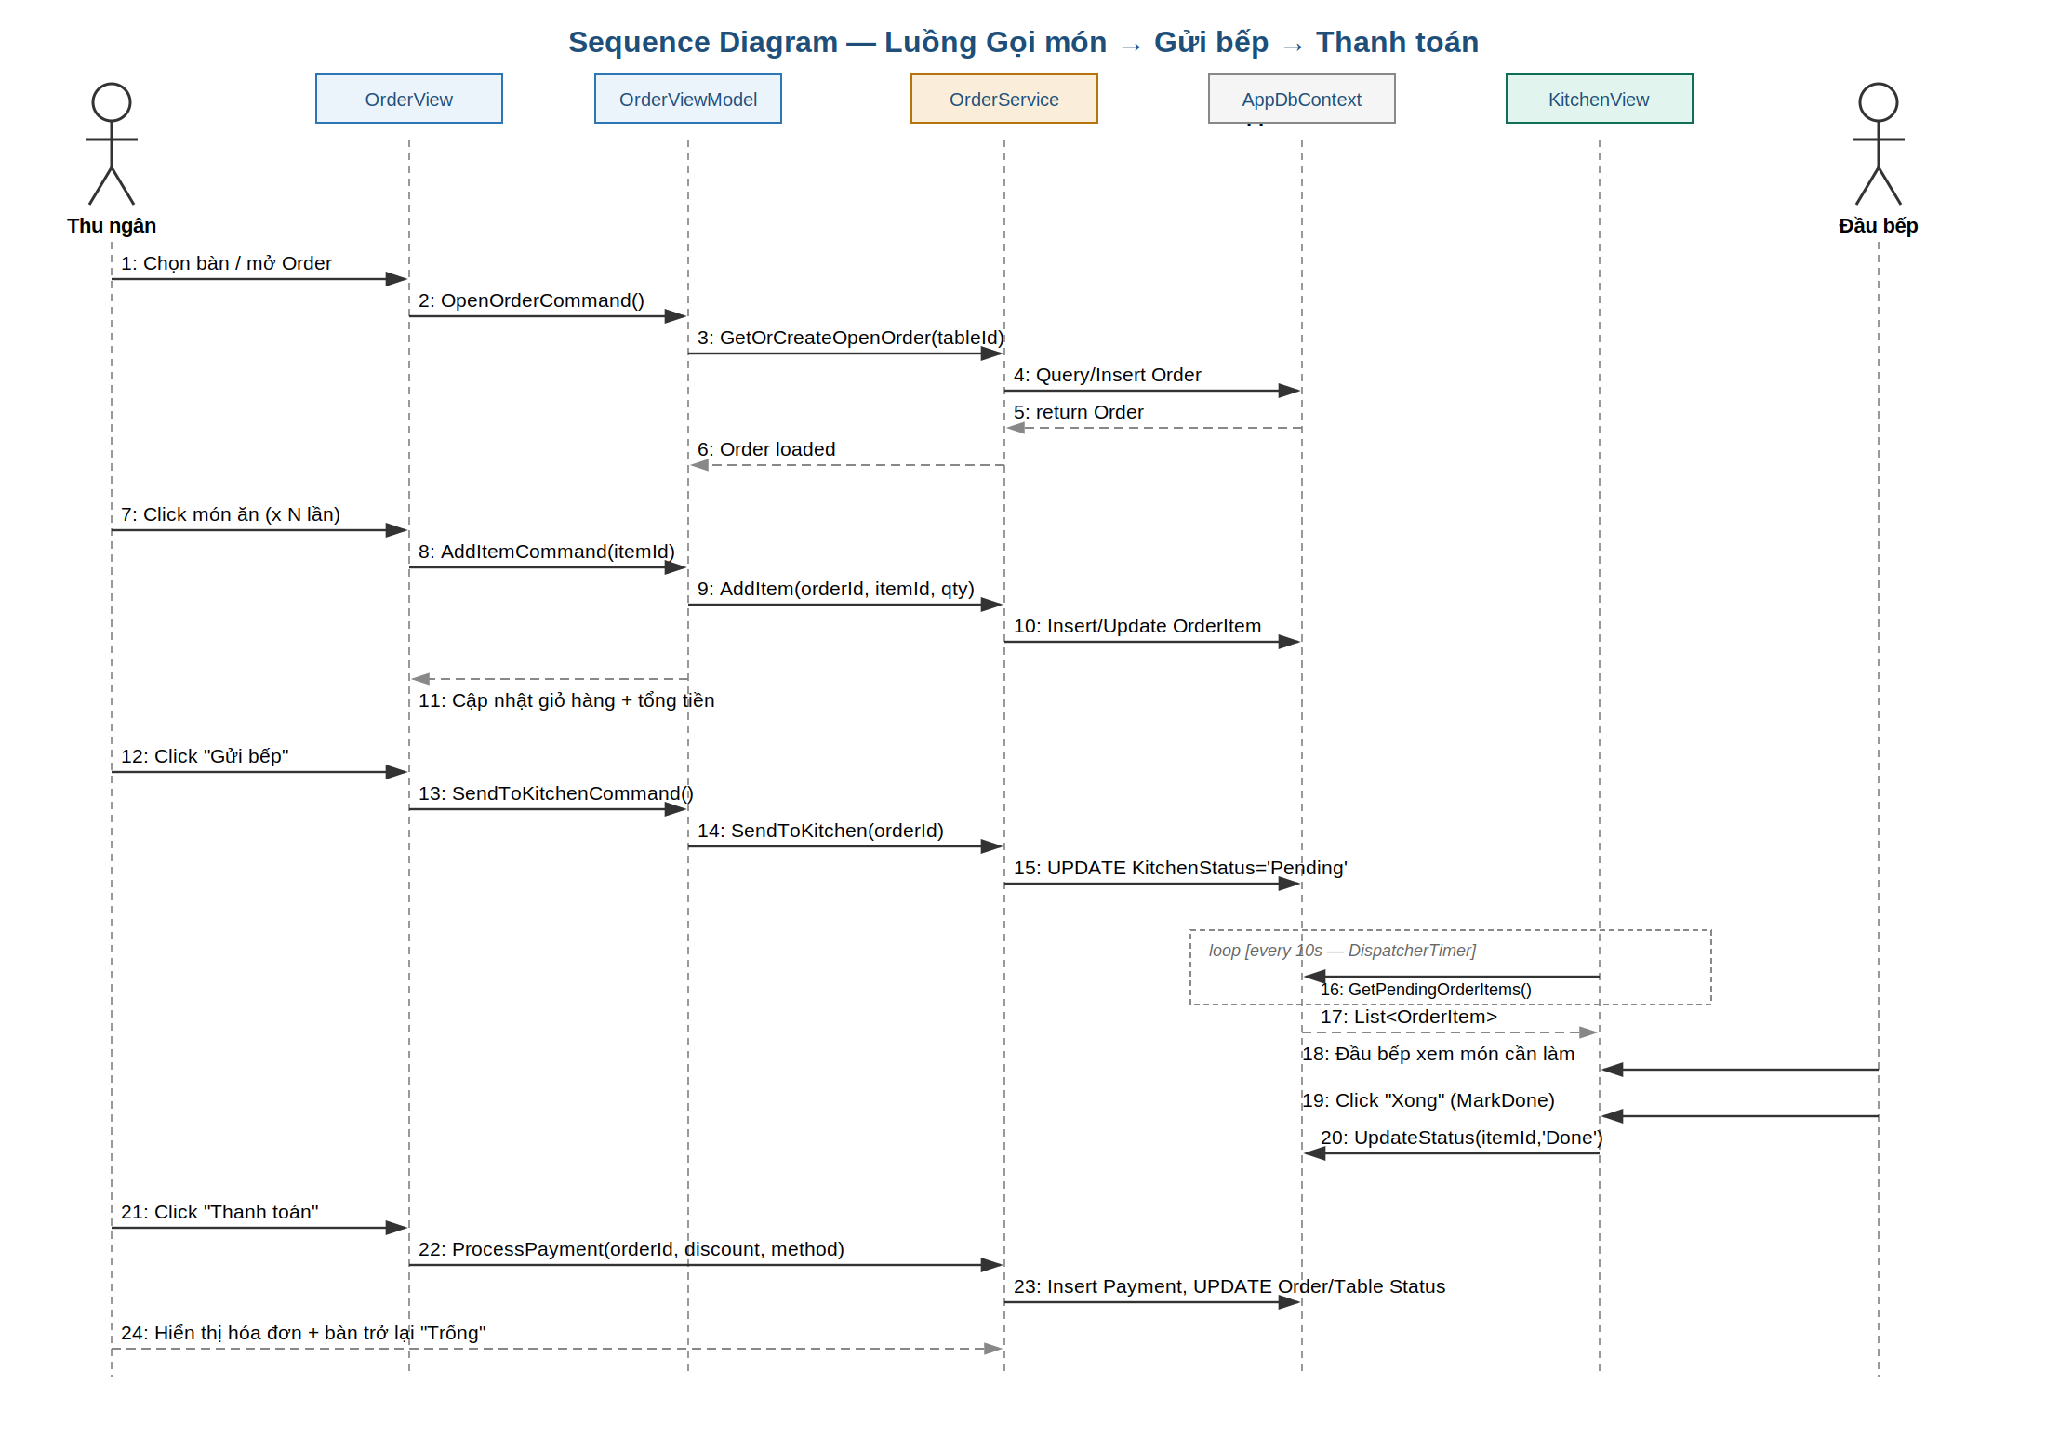 Sequence Diagram — Luồng Gọi món → Gửi bếp → Thanh toán
OrderView
OrderViewModel
OrderService
AppDbContext
KitchenView
Thu ngân
Đầu bếp
1: Chọn bàn / mở Order
2: OpenOrderCommand()
3: GetOrCreateOpenOrder(tableId)
4: Query/Insert Order
5: return Order
6: Order loaded
7: Click món ăn (x N lần)
8: AddItemCommand(itemId)
9: AddItem(orderId, itemId, qty)
10: Insert/Update OrderItem
11: Cập nhật giỏ hàng + tổng tiền
12: Click "Gửi bếp"
13: SendToKitchenCommand()
14: SendToKitchen(orderId)
15: UPDATE KitchenStatus='Pending'
loop [every 10s — DispatcherTimer]
16: GetPendingOrderItems()
17: List<OrderItem>
18: Đầu bếp xem món cần làm
19: Click "Xong" (MarkDone)
20: UpdateStatus(itemId,'Done')
21: Click "Thanh toán"
22: ProcessPayment(orderId, discount, method)
23: Insert Payment, UPDATE Order/Table Status
24: Hiển thị hóa đơn + bàn trở lại "Trống"